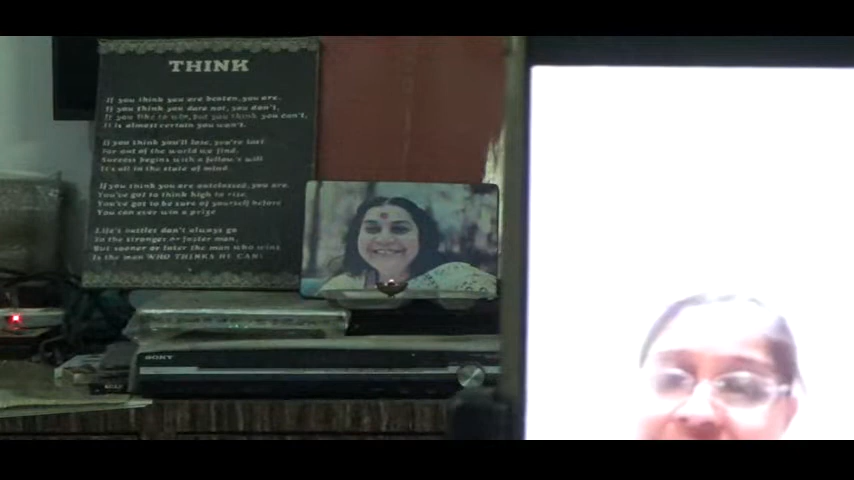 THINK
If you think you are beaten, you are.
If you think you dare not, you don't,
If you like to win, but you think you can't,
It is almost certain you won't.
If you think you'll lose, you're lost
For out of the world we find,
Success begins with a fellow's will
It's all in the state of mind.
If you think you are outclassed, you are.
You've got to think high to rise.
You've got to be sure of yourself before
You can ever win a prize
Life's battles don't always go
To the stronger or faster man,
But sooner or later the man who wins
Is the man WHO THINKS HE CAN!
SONY